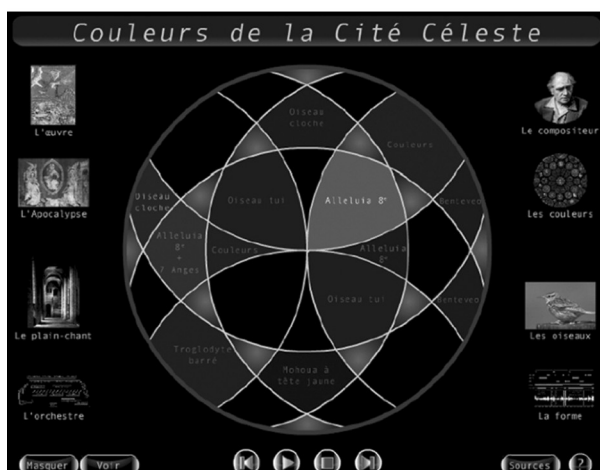 Couleurs de la Cité Céleste
L'œuvre
L'Apocalypse
Le plain-chant
L'orchestre
Oiseau
cloche
Couleurs
Oiseau
cloche
Oiseau tui
Alleluia 8°
Benteveo
Alleluia
8°
+
7 Anges
Couleurs
Alleluia
8°
Oiseau tui
Benteveo
Troglodyte
barré
Mohoua à
tête jaune
Le compositeur
Les couleurs
Les oiseaux
La forme
Masquer
Voir
Sources
?